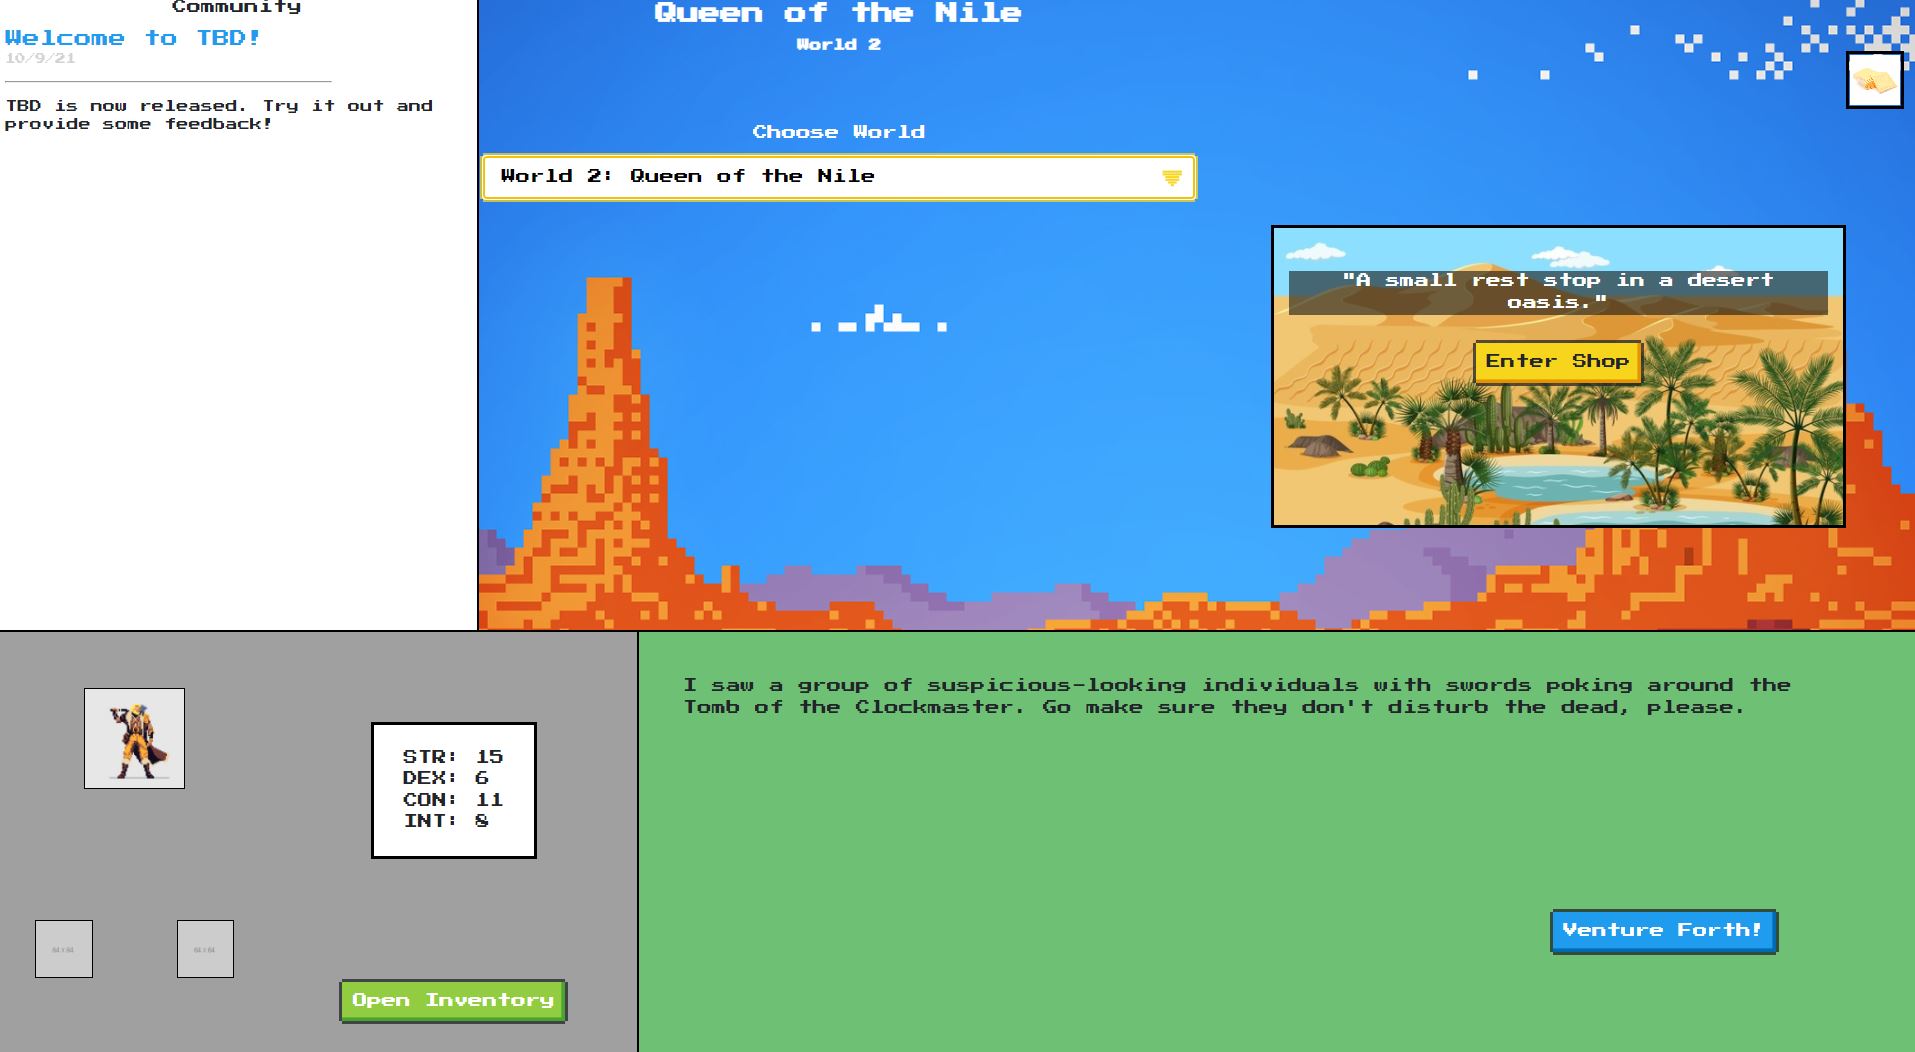 Community
Welcome to TBD!
10/9/21
TBD is now released. Try it out and
provide some feedback!
Queen of the Nile
World 2
Choose World
World 2: Queen of the Nile
"A small rest stop in a desert
oasis."
Enter Shop
STR: 15
DEX: 6
CON: 11
INT: 8
64x64
64x64
Open Inventory
I saw a group of suspicious-looking individuals with swords poking around the
Tomb of the Clockmaster. Go make sure they don't disturb the dead, please.
Venture Forth!